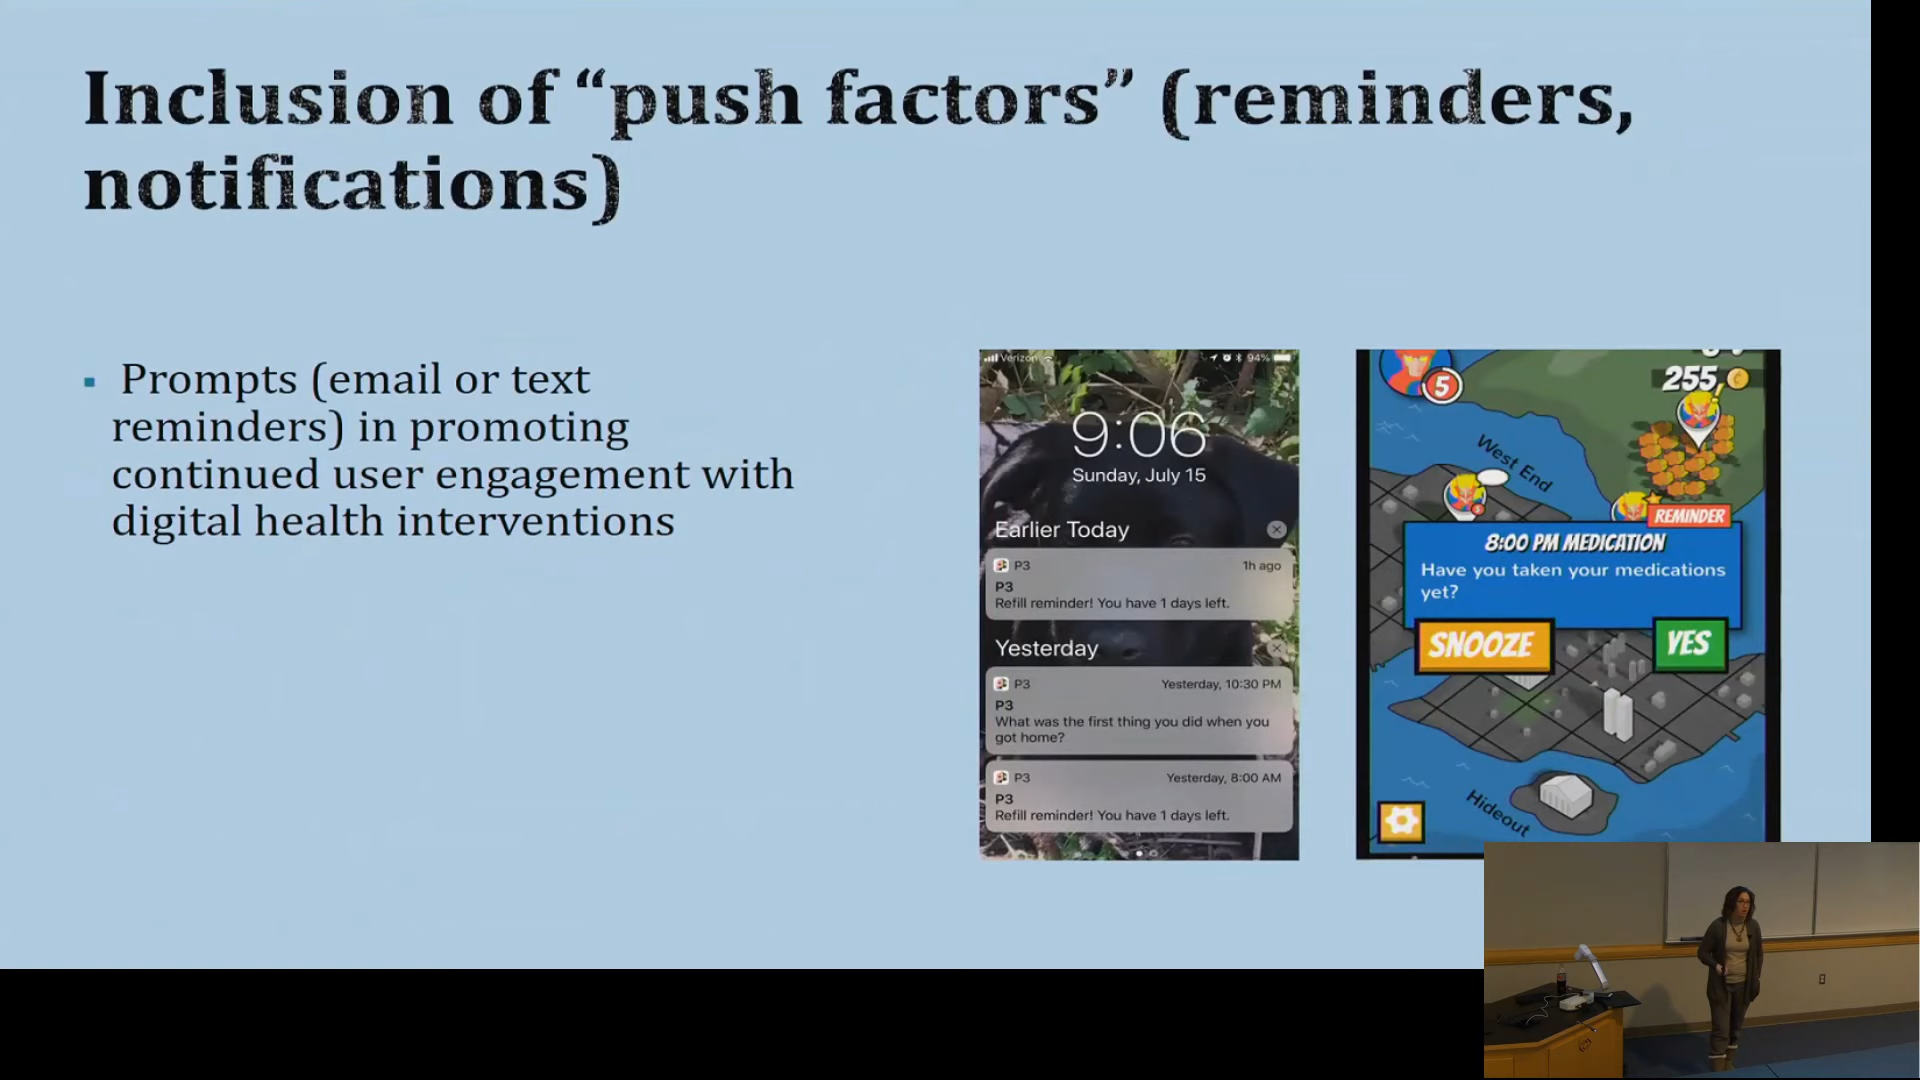 Inclusion of “push factors” (reminders,
notifications)
▪ Prompts (email or text
reminders) in promoting
continued user engagement with
digital health interventions
Verizon 94%
9:06
Sunday, July 15
Earlier Today
P3 1h ago
P3
Refill reminder! You have 1 days left.
Yesterday
P3 Yesterday, 10:30 PM
P3
What was the first thing you did when you
got home?
P3 Yesterday, 8:00 AM
P3
Refill reminder! You have 1 days left.
5
255
West End
REMINDER
8:00 PM MEDICATION
Have you taken your medications
yet?
SNOOZE YES
Hideout